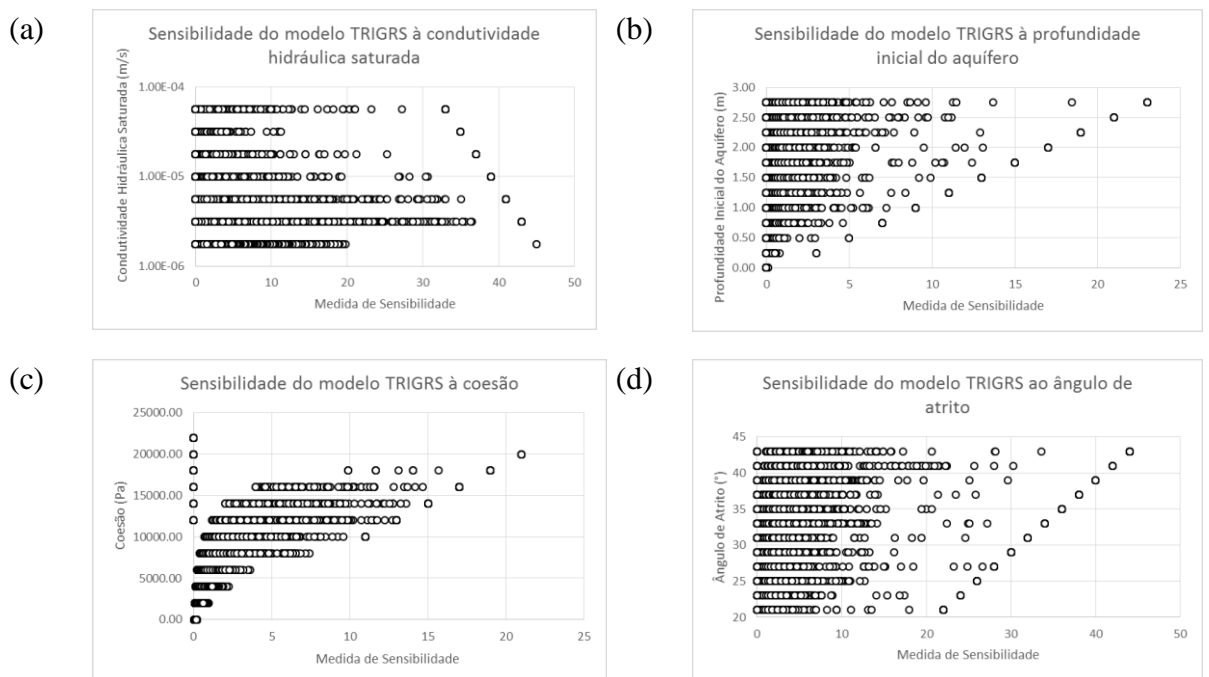 (a)
Sensibilidade do modelo TRIGRS à condutividade
hidráulica saturada
Condutividade Hidráulica Saturada (m/s)
1.00E-04
1.00E-05
1.00E-06
0 10 20 30 40 50
Medida de Sensibilidade
(b)
Sensibilidade do modelo TRIGRS à profundidade
inicial do aquífero
Profundidade Inicial do Aquífero (m)
3.00
2.50
2.00
1.50
1.00
0.50
0.00
0 5 10 15 20 25
Medida de Sensibilidade
(c)
Sensibilidade do modelo TRIGRS à coesão
Coesão (Pa)
25000.00
20000.00
15000.00
10000.00
5000.00
0.00
0 5 10 15 20 25
Medida de Sensibilidade
(d)
Sensibilidade do modelo TRIGRS ao ângulo de
atrito
Ângulo de Atrito (°)
45
40
35
30
25
20
0 10 20 30 40 50
Medida de Sensibilidade